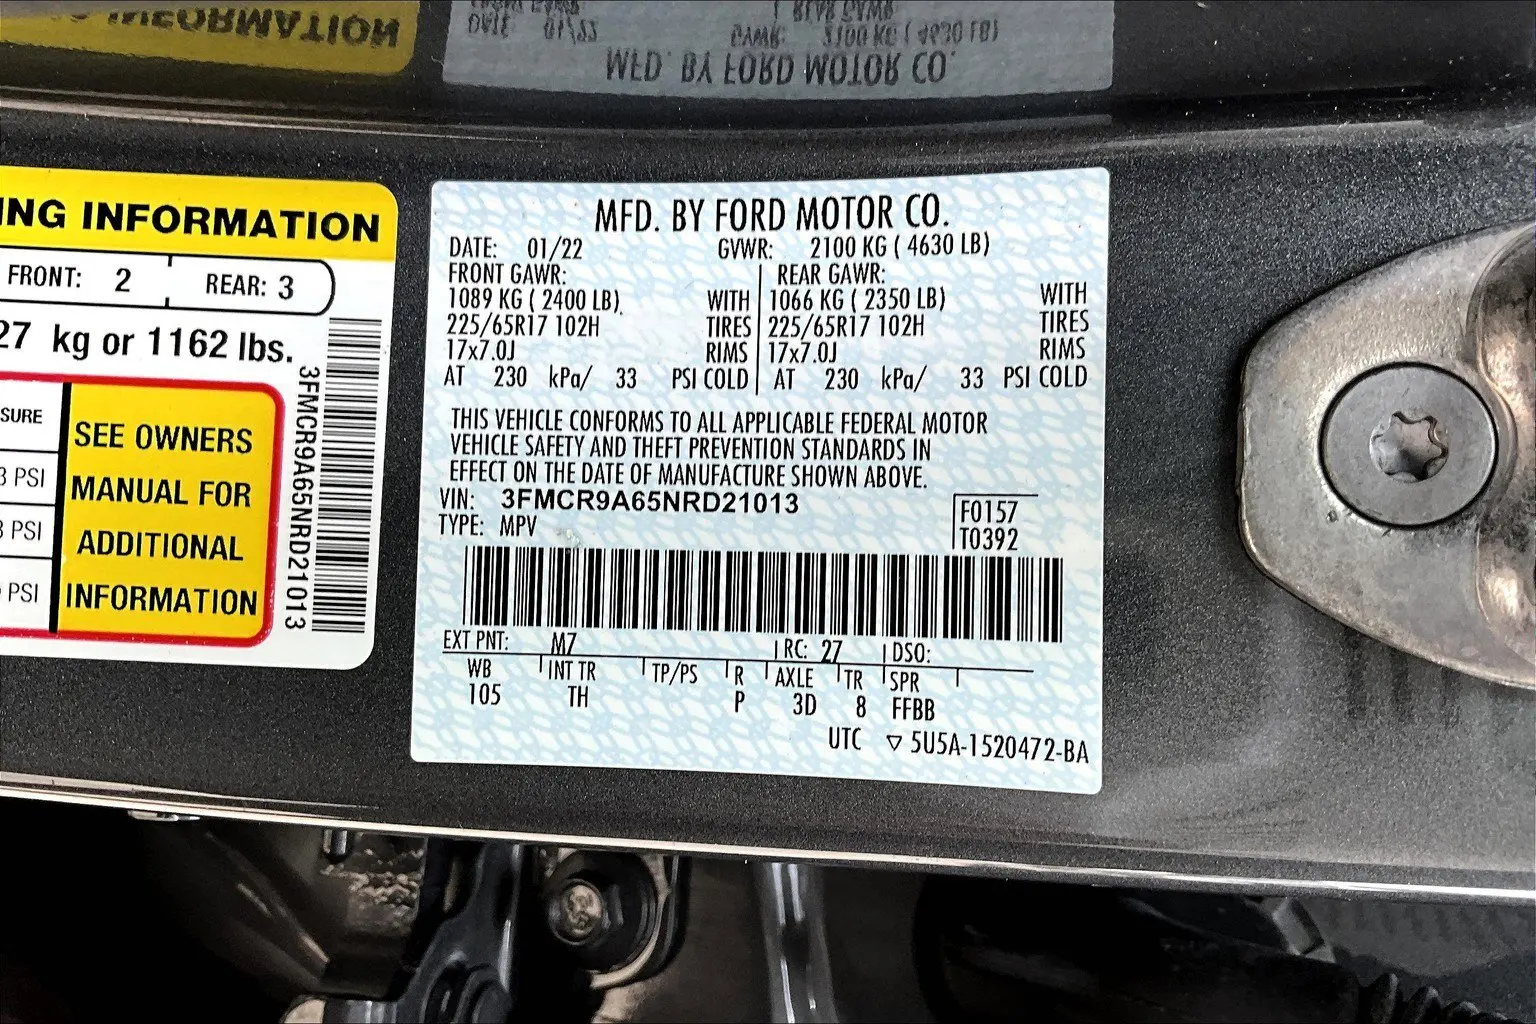 ING INFORMATION
FRONT: 2 REAR: 3
27 kg or 1162 lbs.
SURE
3 PSI
3 PSI
PSI
SEE OWNERS
MANUAL FOR
ADDITIONAL
INFORMATION
3FMCR9A65NRD21013
MFD. BY FORD MOTOR CO.
DATE: 01/22 GVWR: 2100 KG ( 4630 LB)
FRONT GAWR: REAR GAWR:
1089 KG ( 2400 LB) WITH 1066 KG ( 2350 LB) WITH
225/65R17 102H TIRES 225/65R17 102H TIRES
17x7.0J RIMS 17x7.0J RIMS
AT 230 kPa/ 33 PSI COLD AT 230 kPa/ 33 PSI COLD
THIS VEHICLE CONFORMS TO ALL APPLICABLE FEDERAL MOTOR
VEHICLE SAFETY AND THEFT PREVENTION STANDARDS IN
EFFECT ON THE DATE OF MANUFACTURE SHOWN ABOVE.
VIN: 3FMCR9A65NRD21013
TYPE: MPV
F0157
T0392
EXT PNT: M7 RC: 27 DSO:
WB INT TR TP/PS R AXLE TR SPR
105 TH P 3D 8 FFBB
UTC ▽ 5U5A-1520472-BA